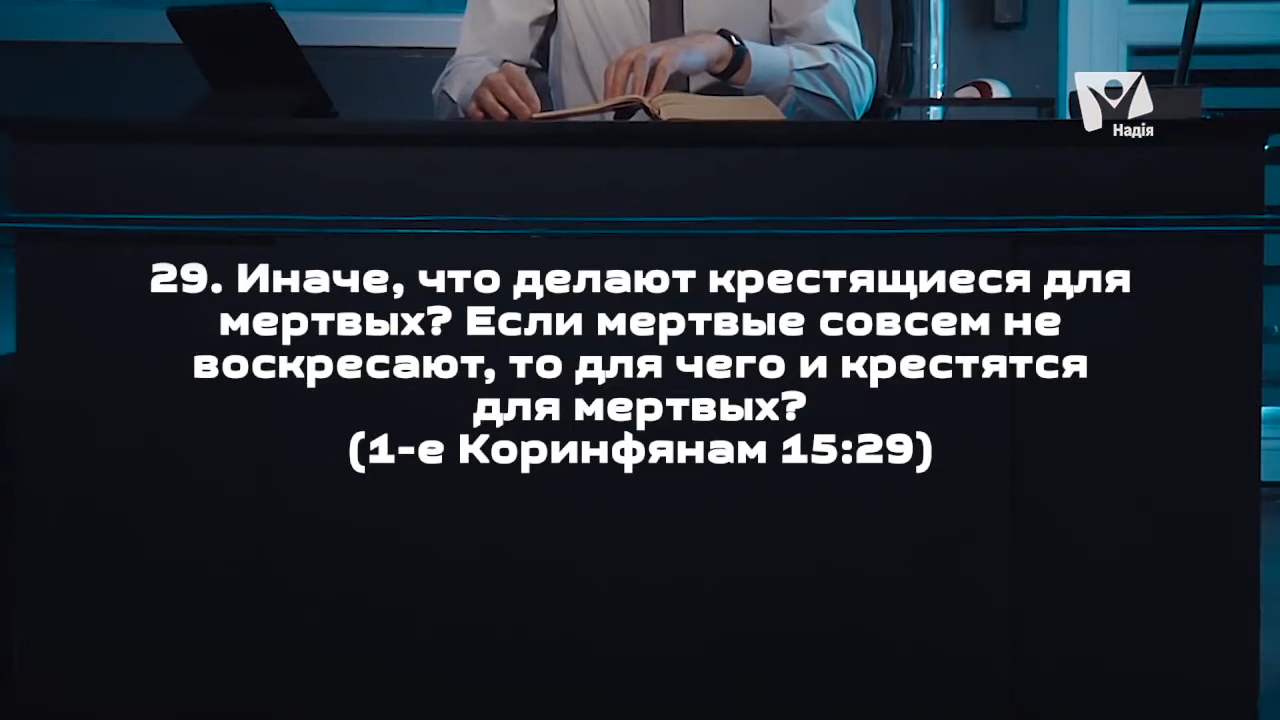 Надія
29. Иначе, что делают крестящиеся для
мертвых? Если мертвые совсем не
воскресают, то для чего и крестятся
для мертвых?
(1-е Коринфянам 15:29)